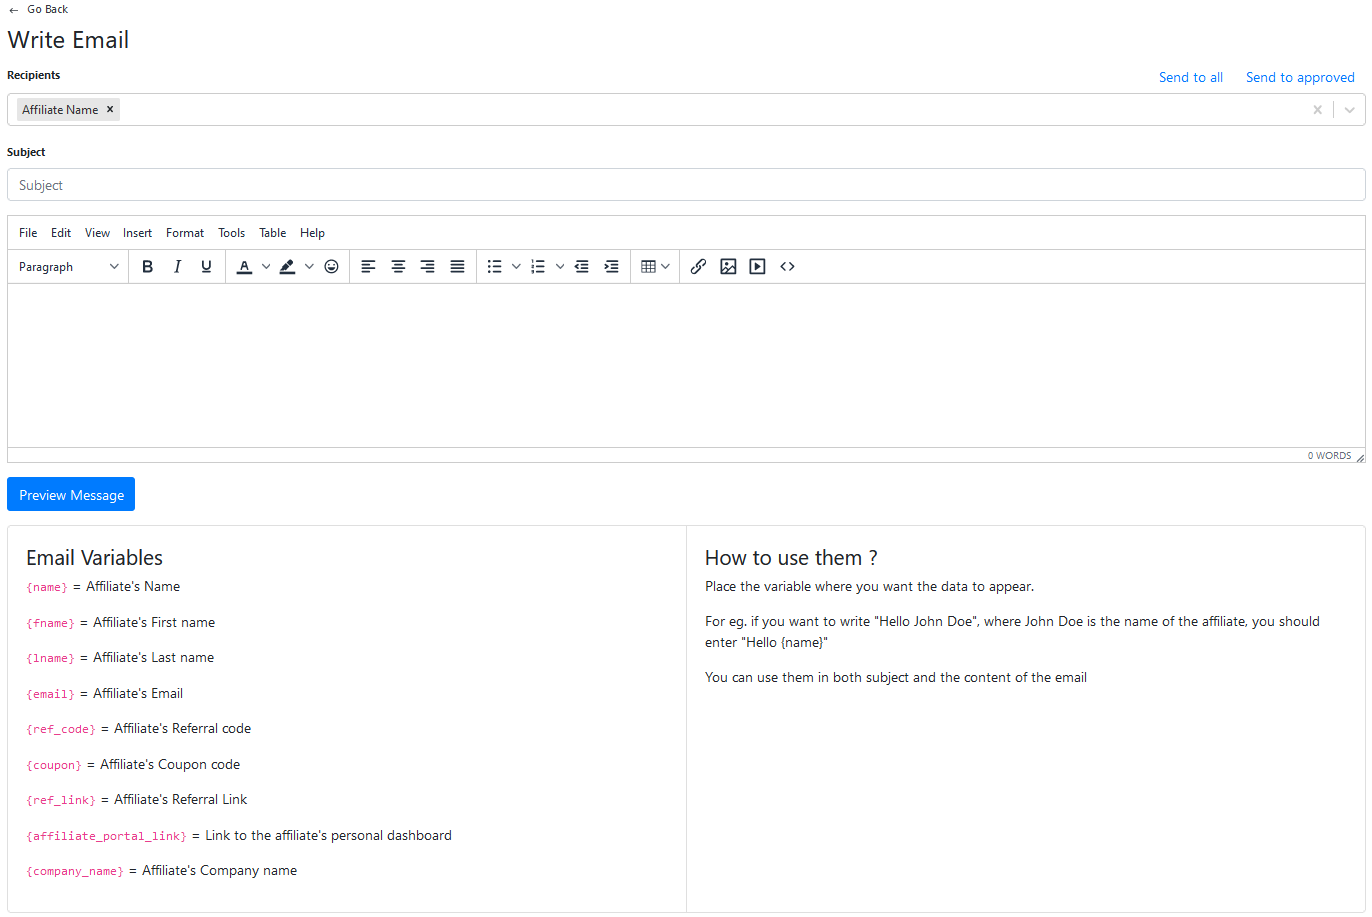 ← Go Back
Write Email
Recipients
Send to all Send to approved
Affiliate Name ×
Subject
Subject
File Edit View Insert Format Tools Table Help
Paragraph B I U A
0 WORDS
Preview Message
Email Variables
{name} = Affiliate's Name
{fname} = Affiliate's First name
{lname} = Affiliate's Last name
{email} = Affiliate's Email
{ref_code} = Affiliate's Referral code
{coupon} = Affiliate's Coupon code
{ref_link} = Affiliate's Referral Link
{affiliate_portal_link} = Link to the affiliate's personal dashboard
{company_name} = Affiliate's Company name
How to use them ?
Place the variable where you want the data to appear.
For eg. if you want to write "Hello John Doe", where John Doe is the name of the affiliate, you should
enter "Hello {name}"
You can use them in both subject and the content of the email